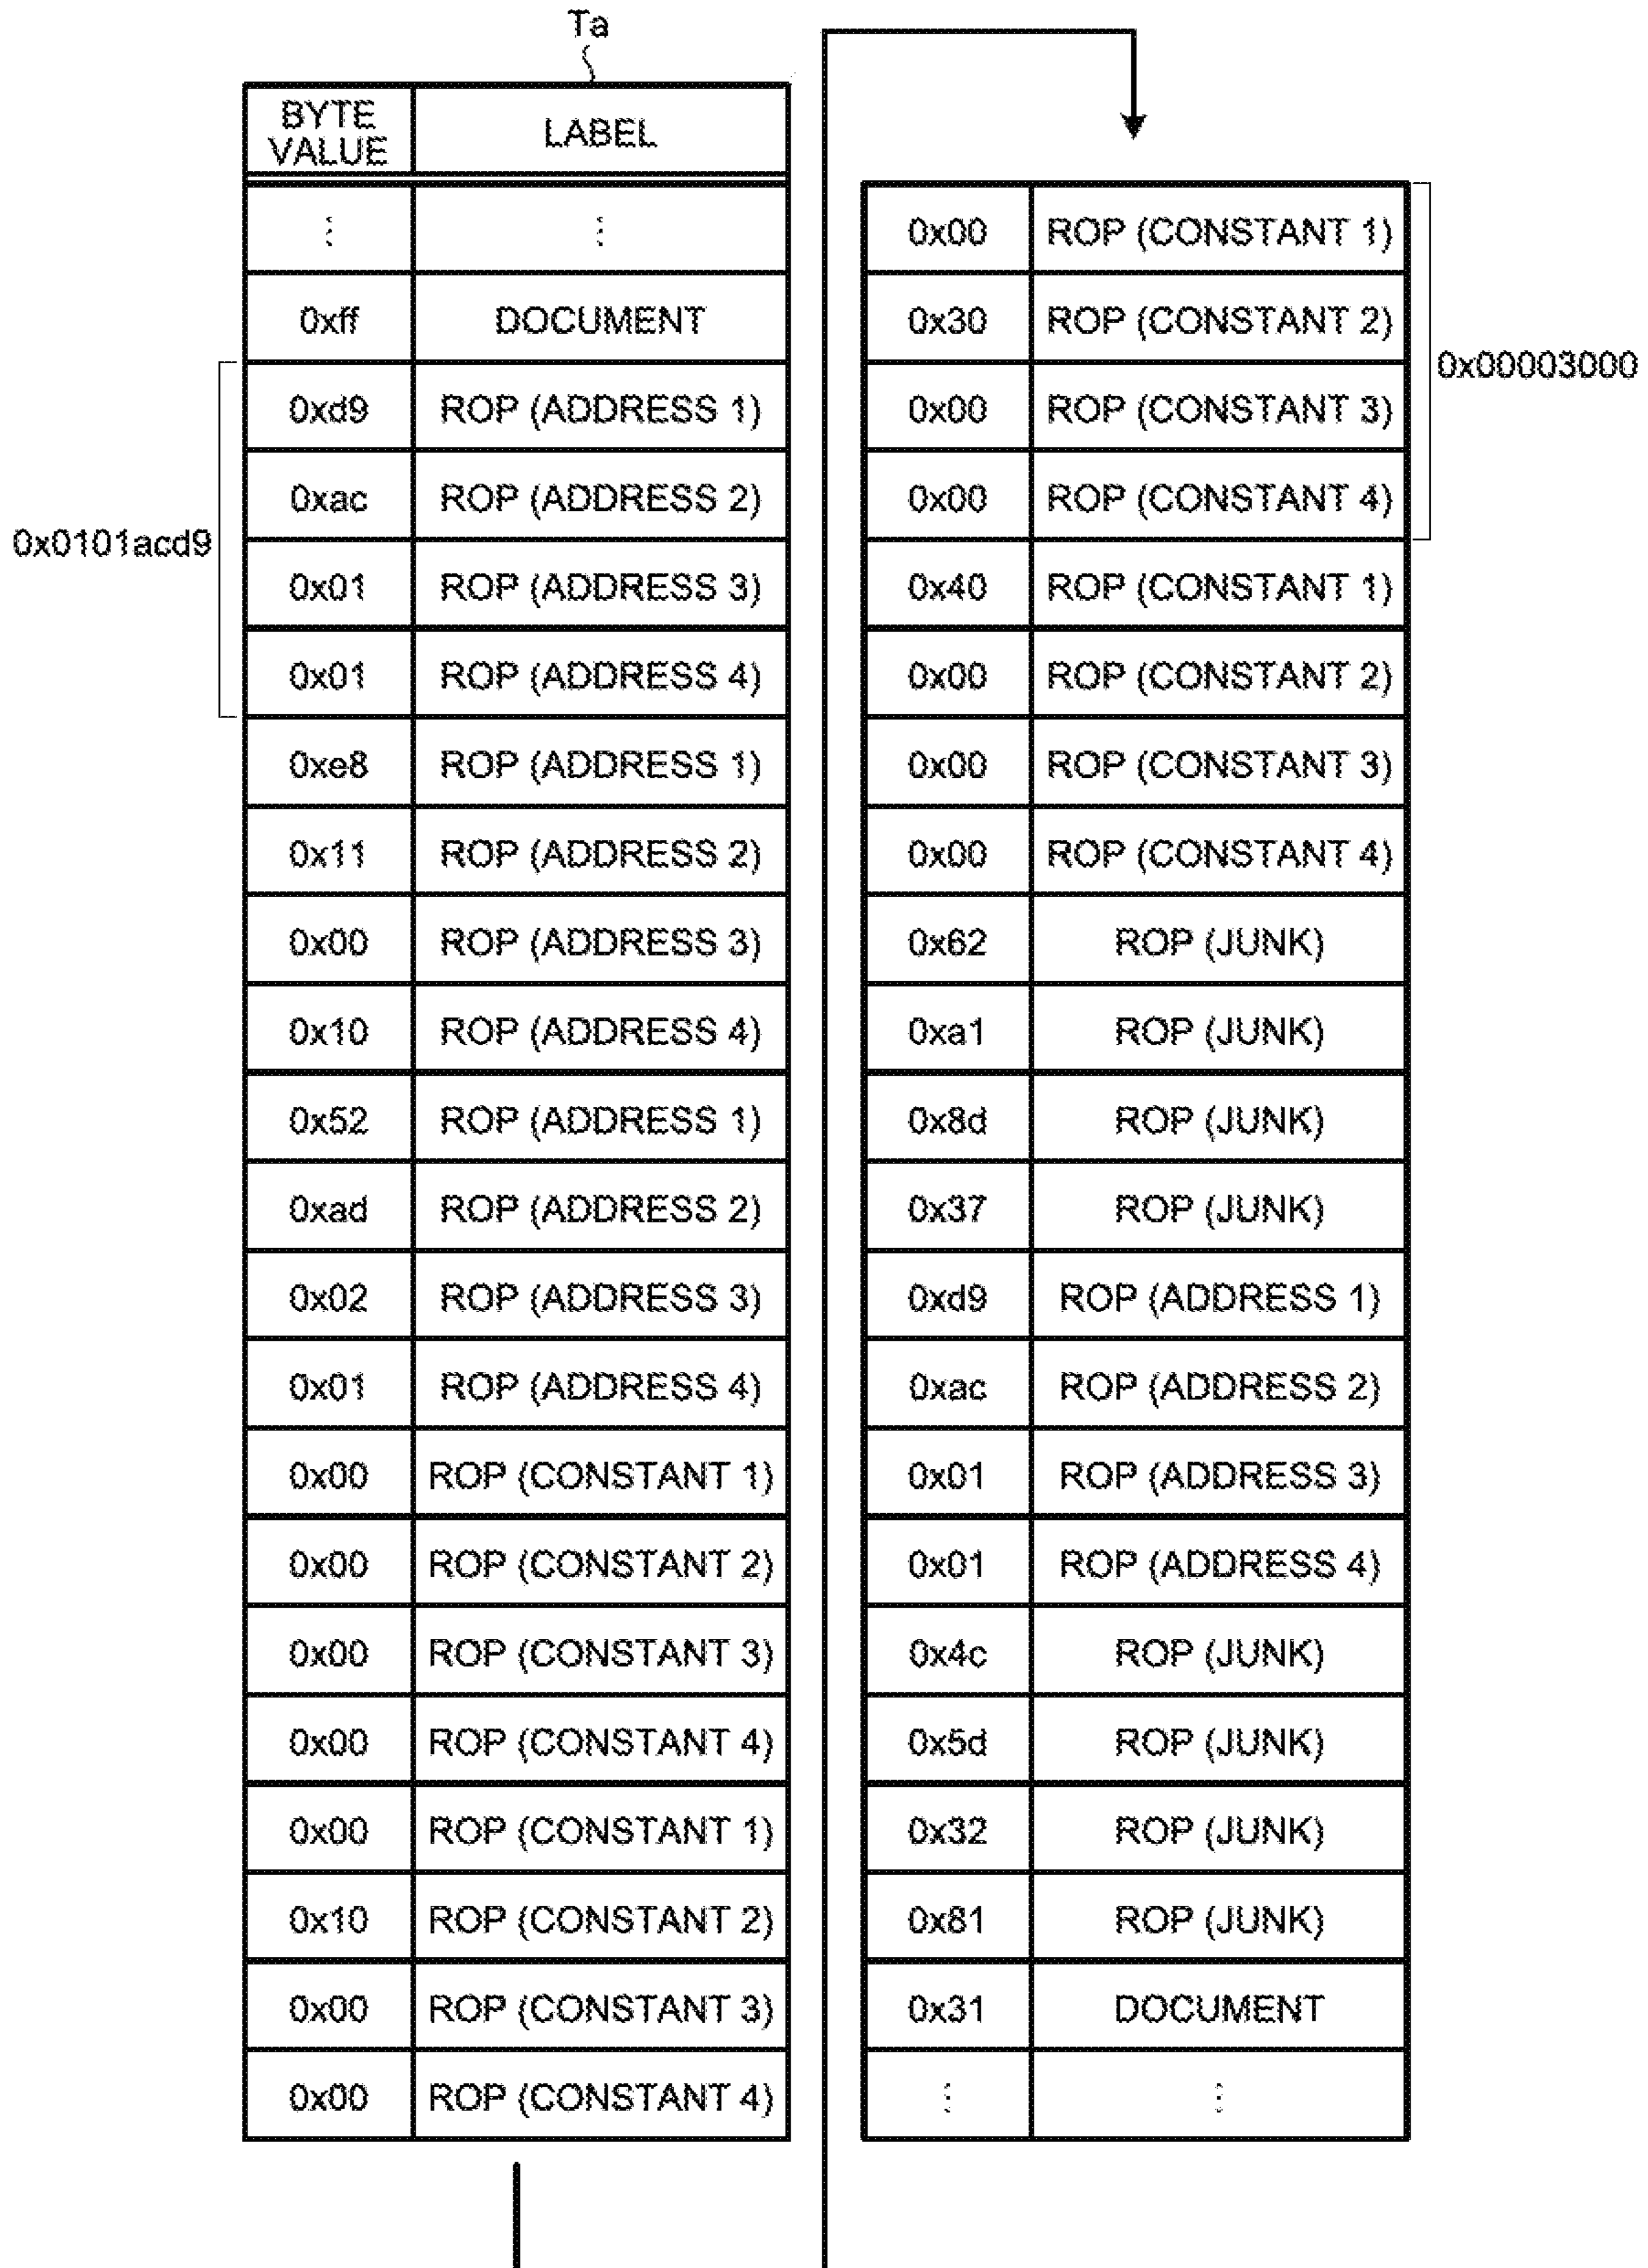 Ta
BYTE VALUE LABEL
⋮ ⋮
0xff DOCUMENT
0xd9 ROP (ADDRESS 1)
0xac ROP (ADDRESS 2)
0x0101acd9
0x01 ROP (ADDRESS 3)
0x01 ROP (ADDRESS 4)
0xe8 ROP (ADDRESS 1)
0x11 ROP (ADDRESS 2)
0x00 ROP (ADDRESS 3)
0x10 ROP (ADDRESS 4)
0x52 ROP (ADDRESS 1)
0xad ROP (ADDRESS 2)
0x02 ROP (ADDRESS 3)
0x01 ROP (ADDRESS 4)
0x00 ROP (CONSTANT 1)
0x00 ROP (CONSTANT 2)
0x00 ROP (CONSTANT 3)
0x00 ROP (CONSTANT 4)
0x00 ROP (CONSTANT 1)
0x10 ROP (CONSTANT 2)
0x00 ROP (CONSTANT 3)
0x00 ROP (CONSTANT 4)
0x00 ROP (CONSTANT 1)
0x30 ROP (CONSTANT 2)
0x00003000
0x00 ROP (CONSTANT 3)
0x00 ROP (CONSTANT 4)
0x40 ROP (CONSTANT 1)
0x00 ROP (CONSTANT 2)
0x00 ROP (CONSTANT 3)
0x00 ROP (CONSTANT 4)
0x62 ROP (JUNK)
0xa1 ROP (JUNK)
0x8d ROP (JUNK)
0x37 ROP (JUNK)
0xd9 ROP (ADDRESS 1)
0xac ROP (ADDRESS 2)
0x01 ROP (ADDRESS 3)
0x01 ROP (ADDRESS 4)
0x4c ROP (JUNK)
0x5d ROP (JUNK)
0x32 ROP (JUNK)
0x81 ROP (JUNK)
0x31 DOCUMENT
⋮ ⋮